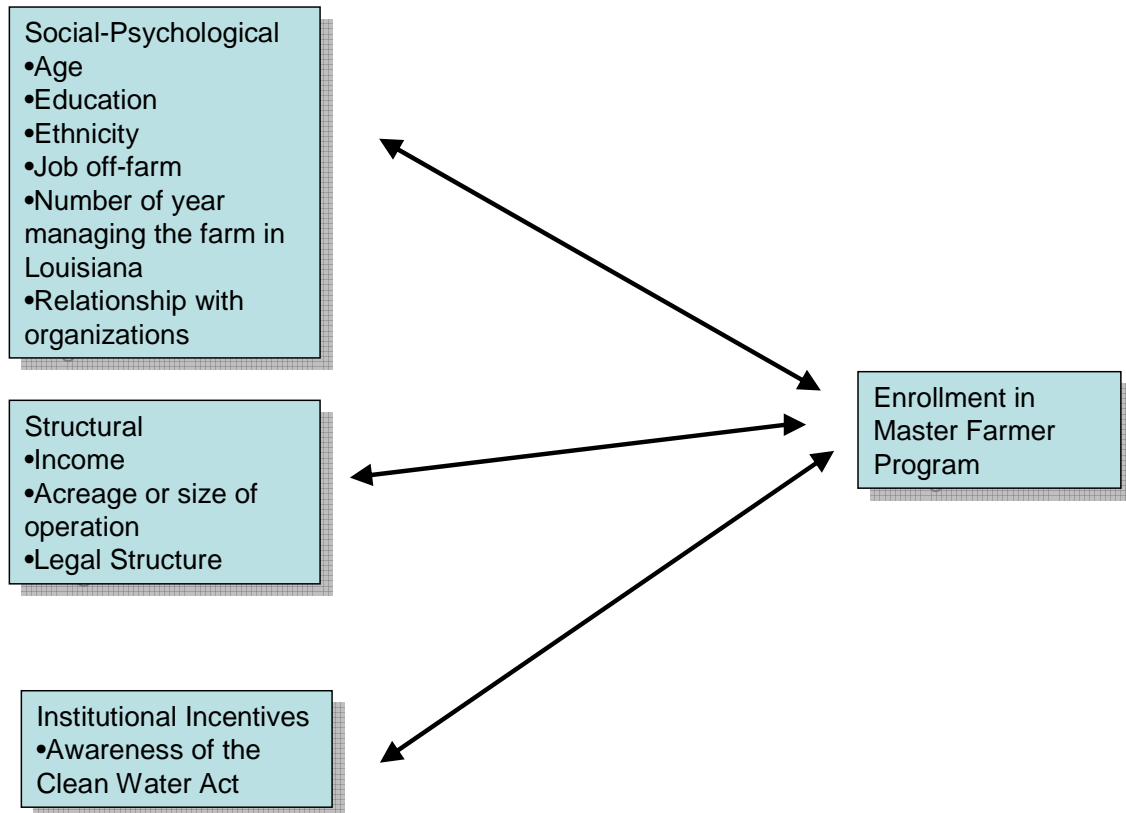 Social-Psychological
•Age
•Education
•Ethnicity
•Job off-farm
•Number of year
managing the farm in
Louisiana
•Relationship with
organizations
Structural
•Income
•Acreage or size of
operation
•Legal Structure
Institutional Incentives
•Awareness of the
Clean Water Act
Enrollment in
Master Farmer
Program